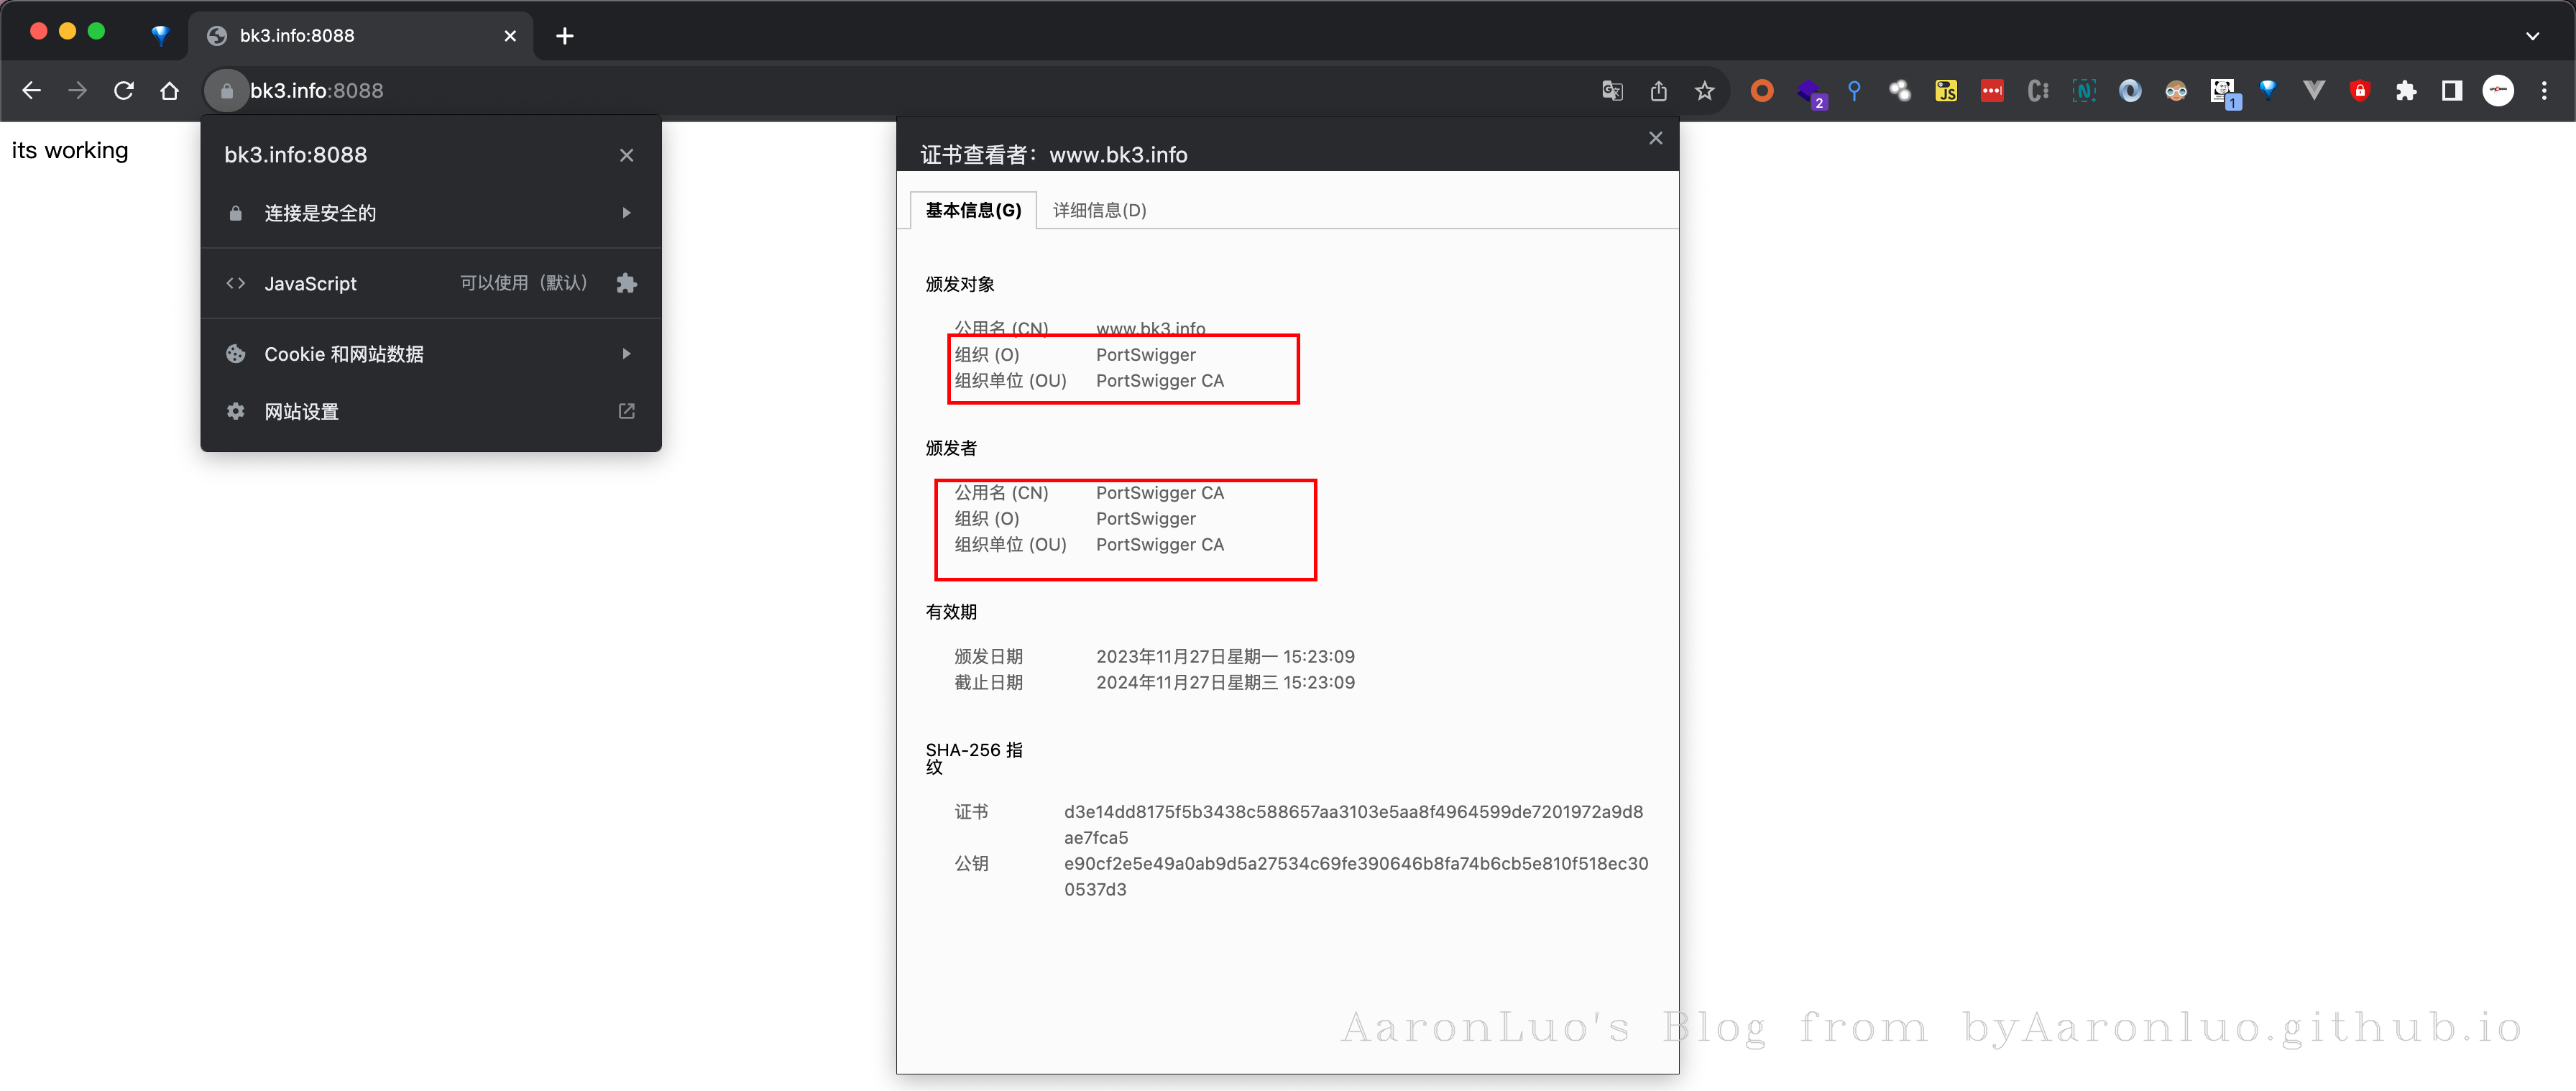 bk3.info:8088
bk3.info:8088
2
JS
1
its working
bk3.info:8088
连接是安全的
JavaScript 可以使用（默认）
Cookie 和网站数据
网站设置
证书查看者：www.bk3.info
基本信息(G) 详细信息(D)
颁发对象
公用名 (CN) www.bk3.info
组织 (O) PortSwigger
组织单位 (OU) PortSwigger CA
颁发者
公用名 (CN) PortSwigger CA
组织 (O) PortSwigger
组织单位 (OU) PortSwigger CA
有效期
颁发日期 2023年11月27日星期一 15:23:09
截止日期 2024年11月27日星期三 15:23:09
SHA-256 指
纹
证书 d3e14dd8175f5b3438c588657aa3103e5aa8f4964599de7201972a9d8
ae7fca5
公钥 e90cf2e5e49a0ab9d5a27534c69fe390646b8fa74b6cb5e810f518ec30
0537d3
AaronLuo's Blog from byAaronluo.github.io